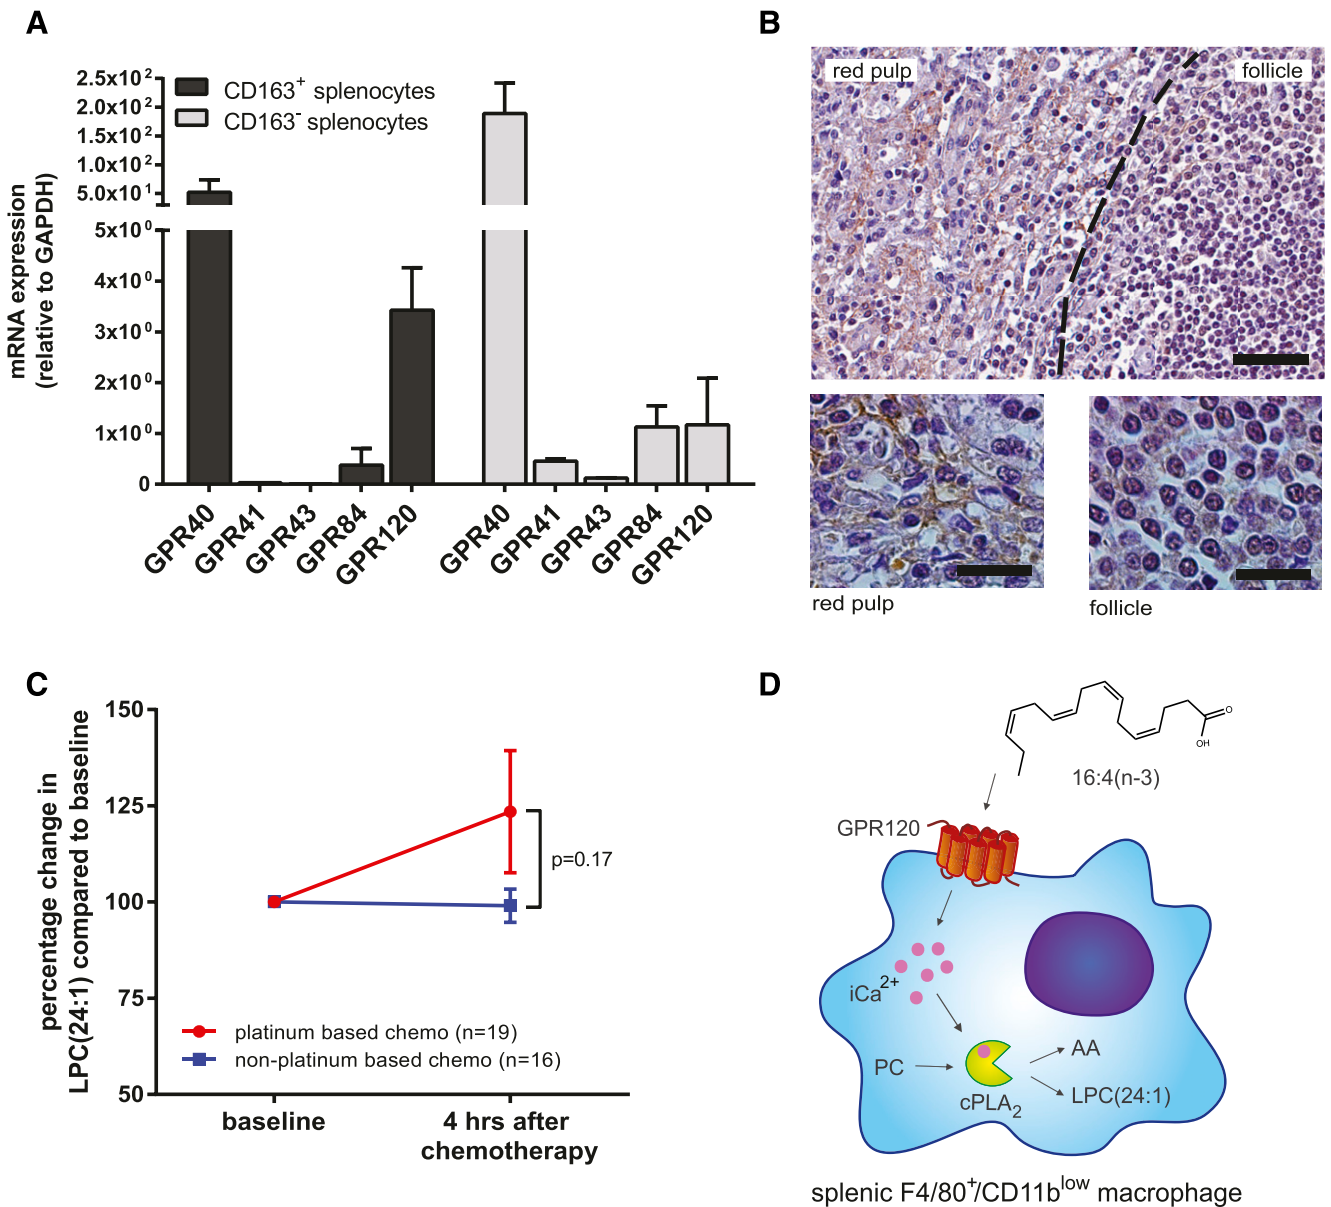 A
2.5x10²
2.0x10²
1.5x10²
1.0x10²
5.0x10¹
5x10⁰
4x10⁰
3x10⁰
2x10⁰
1x10⁰
0
mRNA expression
(relative to GAPDH)
CD163⁺ splenocytes
CD163⁻ splenocytes
GPR40
GPR41
GPR43
GPR84
GPR120
GPR40
GPR41
GPR43
GPR84
GPR120
B
red pulp
follicle
red pulp
follicle
C
150
125
100
75
50
percentage change in
LPC(24:1) compared to baseline
p=0.17
platinum based chemo (n=19)
non-platinum based chemo (n=16)
baseline
4 hrs after
chemotherapy
D
O
OH
16:4(n-3)
GPR120
iCa²⁺
PC
AA
cPLA₂
LPC(24:1)
splenic F4/80⁺/CD11bˡᵒʷ macrophage